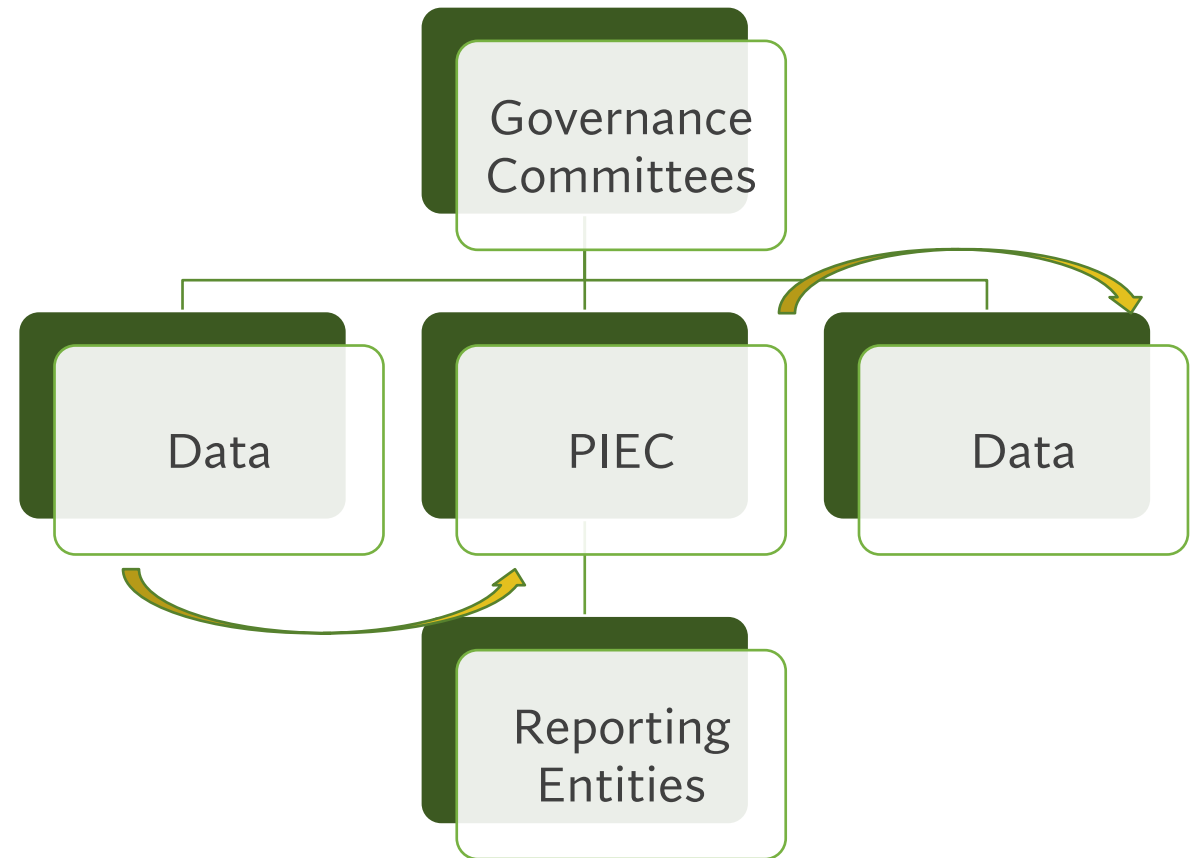 Governance
Committees
Data
PIEC
Data
Reporting
Entities